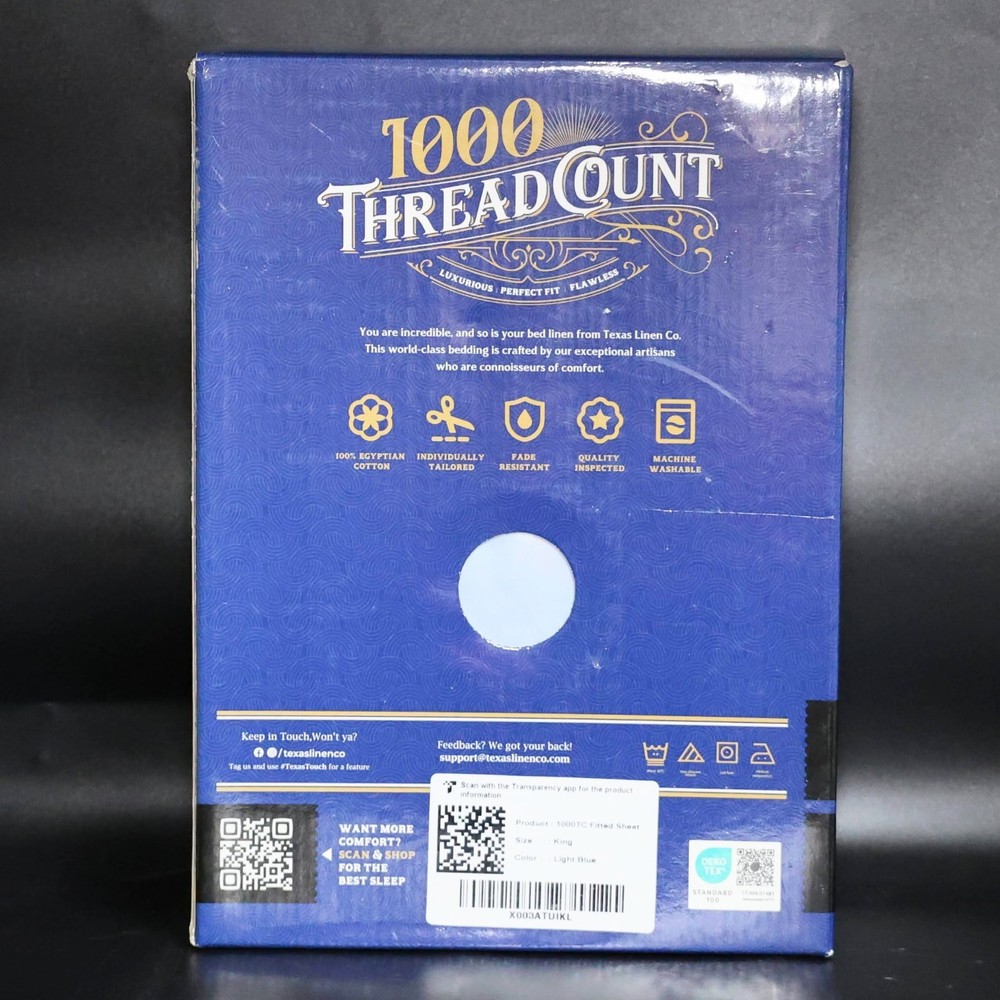 1000
THREAD COUNT
LUXURIOUS | PERFECT FIT | FLAWLESS
You are incredible, and so is your bed linen from Texas Linen Co.
This world-class bedding is crafted by our exceptional artisans
who are connoisseurs of comfort.
100% EGYPTIAN
COTTON
INDIVIDUALLY
TAILORED
FADE
RESISTANT
QUALITY
INSPECTED
MACHINE
WASHABLE
Keep in Touch,Won't ya?
/texaslinenco
Tag us and use #TexasTouch for a feature
Feedback? We got your back!
support@texaslinenco.com
Scan with the Transparency app for the product
information
Product : 1000TC Fitted Sheet
Size : King
Color : Light Blue
X003ATUIKL
WANT MORE
COMFORT?
SCAN & SHOP
FOR THE
BEST SLEEP
OEKO
TEX®
STANDARD
100